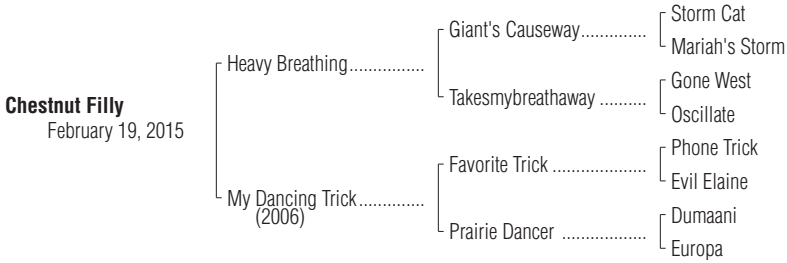 Chestnut Filly
February 19, 2015
Heavy Breathing...............
My Dancing Trick..............
(2006)
Giant's Causeway..............
Takesmybreathaway ..........
Favorite Trick ....................
Prairie Dancer ..................
Storm Cat
Mariah's Storm
Gone West
Oscillate
Phone Trick
Evil Elaine
Dumaani
Europa